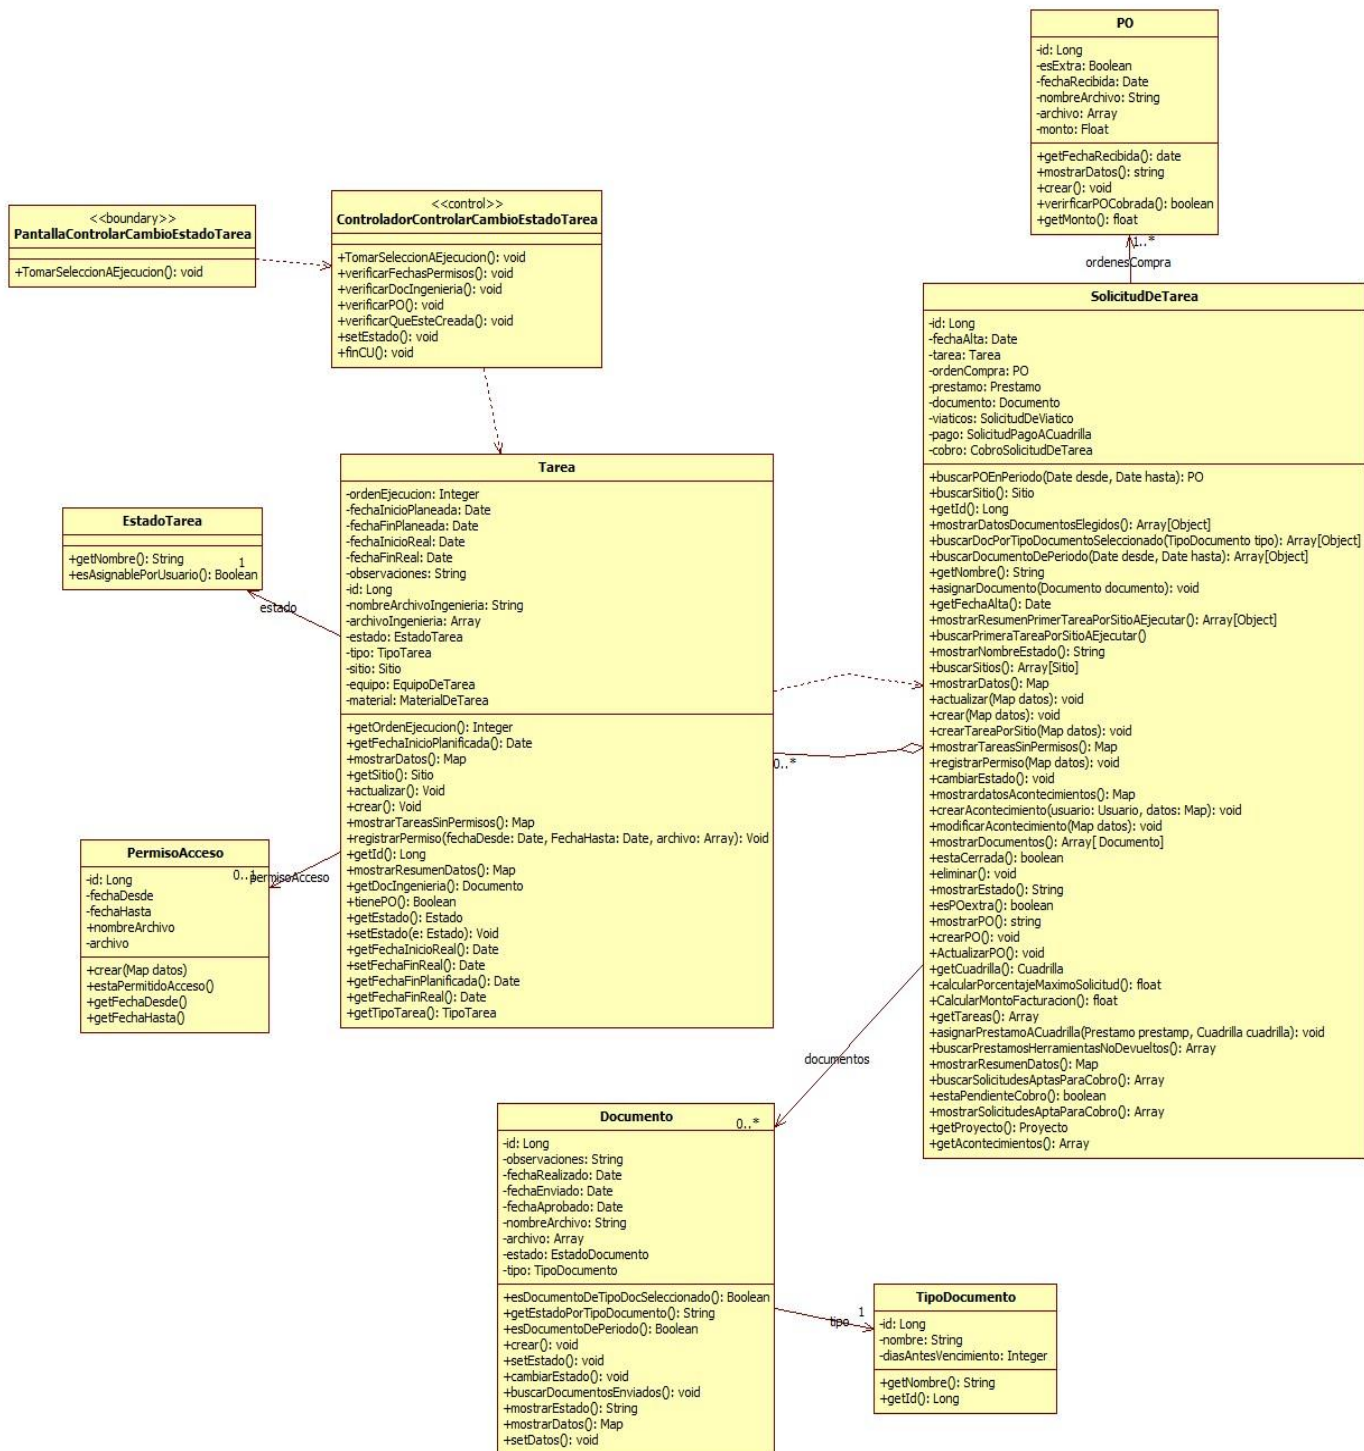 PO
-id: Long
-esExtra: Boolean
-fechaRecibida: Date
-nombreArchivo: String
-archivo: Array
-monto: Float
+getFechaRecibida(): date
+mostrarDatos(): string
+crear(): void
+verirficarPOCobrada(): boolean
+getMonto(): float
1..*
ordenesCompra
<<boundary>>
PantallaControlarCambioEstadoTarea
+TomarSeleccionAEjecucion(): void
<<control>>
ControladorControlarCambioEstadoTarea
+TomarSeleccionAEjecucion(): void
+verificarFechasPermisos(): void
+verificarDocIngenieria(): void
+verificarPO(): void
+verificarQueEsteCreada(): void
+setEstado(): void
+finCU(): void
SolicitudDeTarea
-id: Long
-fechaAlta: Date
-tarea: Tarea
-ordenCompra: PO
-prestamo: Prestamo
-documento: Documento
-viaticos: SolicitudDeViatico
-pago: SolicitudPagoACuadrilla
-cobro: CobroSolicitudDeTarea
+buscarPOEnPeriodo(Date desde, Date hasta): PO
+buscarSitio(): Sitio
+getId(): Long
+mostrarDatosDocumentosElegidos(): Array[Object]
+buscarDocPorTipoDocumentoSeleccionado(TipoDocumento tipo): Array[Object]
+buscarDocumentoDePeriodo(Date desde, Date hasta): Array[Object]
+getNombre(): String
+asignarDocumento(Documento documento): void
+getFechaAlta(): Date
+mostrarResumenPrimerTareaPorSitioAEjecutar(): Array[Object]
+buscarPrimeraTareaPorSitioAEjecutar()
+mostrarNombreEstado(): String
+buscarSitios(): Array[Sitio]
+mostrarDatos(): Map
+actualizar(Map datos): void
+crear(Map datos): void
+crearTareaPorSitio(Map datos): void
+mostrarTareasSinPermisos(): Map
+registrarPermiso(Map datos): void
+cambiarEstado(): void
+mostrardatosAcontecimientos(): Map
+crearAcontecimiento(usuario: Usuario, datos: Map): void
+modificarAcontecimiento(Map datos): void
+mostrarDocumentos(): Array[ Documento]
+estaCerrada(): boolean
+eliminar(): void
+mostrarEstado(): String
+esPOextra(): boolean
+mostrarPO(): string
+crearPO(): void
+ActualizarPO(): void
+getCuadrilla(): Cuadrilla
+calcularPorcentajeMaximoSolicitud(): float
+CalcularMontoFacturacion(): float
+getTareas(): Array
+asignarPrestamoACuadrilla(Prestamo prestamp, Cuadrilla cuadrilla): void
+buscarPrestamosHerramientasNoDevueltos(): Array
+mostrarResumenDatos(): Map
+buscarSolicitudesAptasParaCobro(): Array
+estaPendienteCobro(): boolean
+mostrarSolicitudesAptaParaCobro(): Array
+getProyecto(): Proyecto
+getAcontecimientos(): Array
Tarea
-ordenEjecucion: Integer
-fechaInicioPlaneada: Date
-fechaFinPlaneada: Date
-fechaInicioReal: Date
-fechaFinReal: Date
-observaciones: String
-id: Long
-nombreArchivoIngenieria: String
-archivoIngenieria: Array
-estado: EstadoTarea
-tipo: TipoTarea
-sitio: Sitio
-equipo: EquipoDeTarea
-material: MaterialDeTarea
+getOrdenEjecucion(): Integer
+getFechaInicioPlanificada(): Date
+mostrarDatos(): Map
+getSitio(): Sitio
+actualizar(): Void
+crear(): Void
+mostrarTareasSinPermisos(): Map
+registrarPermiso(fechaDesde: Date, FechaHasta: Date, archivo: Array): Void
+getId(): Long
+mostrarResumenDatos(): Map
+getDocIngenieria(): Documento
+tienePO(): Boolean
+getEstado(): Estado
+setEstado(e: Estado): Void
+getFechaInicioReal(): Date
+setFechaFinReal(): Date
+getFechaFinPlanificada(): Date
+getFechaFinReal(): Date
+getTipoTarea(): TipoTarea
0..*
EstadoTarea
+getNombre(): String
+esAsignablePorUsuario(): Boolean
1
estado
PermisoAcceso
-id: Long
-fechaDesde
-fechaHasta
+nombreArchivo
-archivo
+crear(Map datos)
+estaPermitidoAcceso()
+getFechaDesde()
+getFechaHasta()
0..1
permisoAcceso
documentos
0..*
Documento
-id: Long
-observaciones: String
-fechaRealizado: Date
-fechaEnviado: Date
-fechaAprobado: Date
-nombreArchivo: String
-archivo: Array
-estado: EstadoDocumento
-tipo: TipoDocumento
+esDocumentoDeTipoDocSeleccionado(): Boolean
+getEstadoPorTipoDocumento(): String
+esDocumentoDePeriodo(): Boolean
+crear(): void
+setEstado(): void
+cambiarEstado(): void
+buscarDocumentosEnviados(): void
+mostrarEstado(): String
+mostrarDatos(): Map
+setDatos(): void
1
tipo
TipoDocumento
-id: Long
-nombre: String
-diasAntesVencimiento: Integer
+getNombre(): String
+getId(): Long